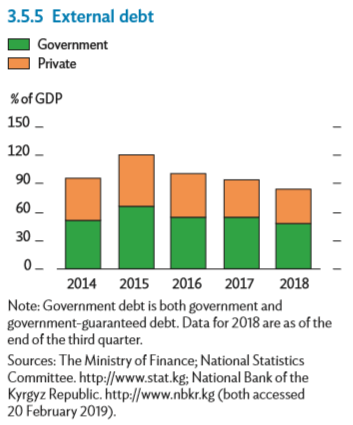 3.5.5 External debt
Government
Private
% of GDP
150
120
90
60
30
0
2014 2015 2016 2017 2018
Note: Government debt is both government and
government-guaranteed debt. Data for 2018 are as of the
end of the third quarter.
Sources: The Ministry of Finance; National Statistics
Committee. http://www.stat.kg; National Bank of the
Kyrgyz Republic. http://www.nbkr.kg (both accessed
20 February 2019).